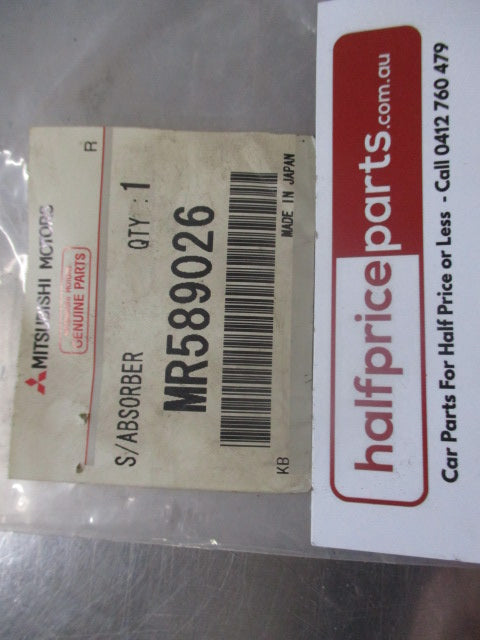 MITSUBISHI MOTORS
GENUINE PARTS
R
S/ABSORBER QTY : 1
MR589026
KB MADE IN JAPAN
halfpriceparts.com.au
Car Parts For Half Price or Less - Call 0412 760 479